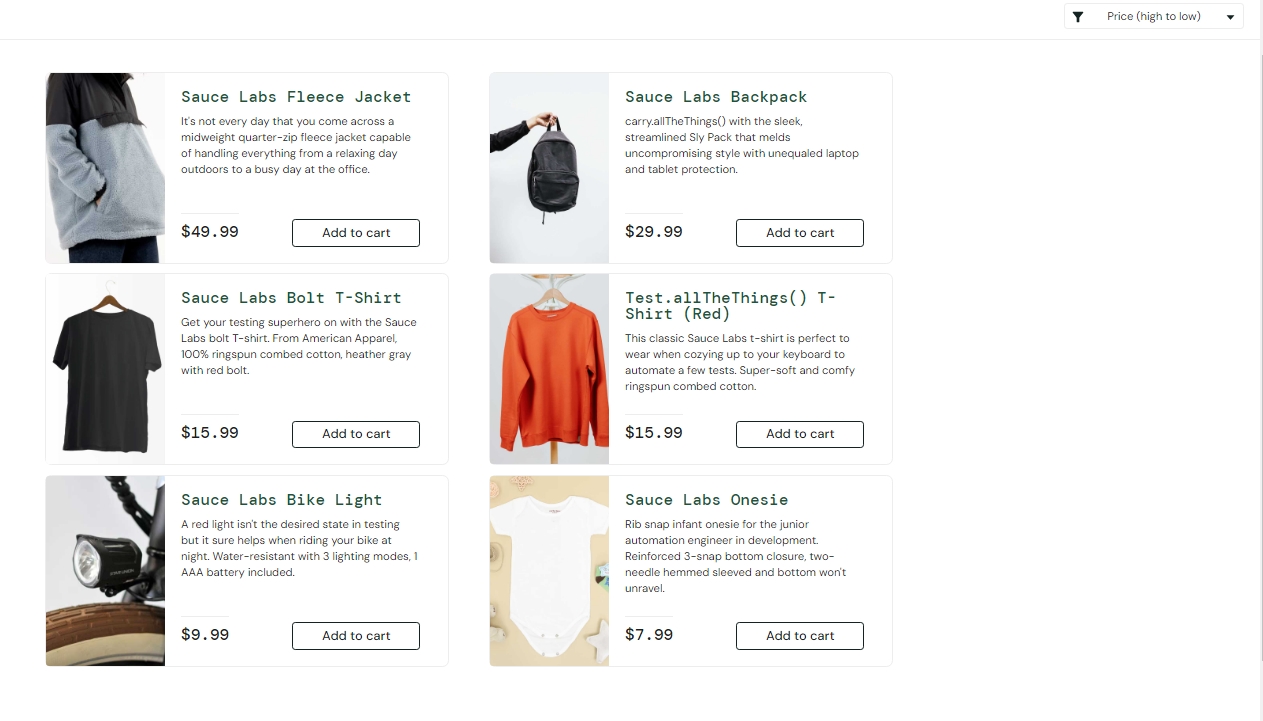 Price (high to low)
Sauce Labs Fleece Jacket
It's not every day that you come across a
midweight quarter-zip fleece jacket capable
of handling everything from a relaxing day
outdoors to a busy day at the office.
$49.99
Add to cart
Sauce Labs Backpack
carry.allTheThings() with the sleek,
streamlined Sly Pack that melds
uncompromising style with unequaled laptop
and tablet protection.
$29.99
Add to cart
Sauce Labs Bolt T-Shirt
Get your testing superhero on with the Sauce
Labs bolt T-shirt. From American Apparel,
100% ringspun combed cotton, heather gray
with red bolt.
$15.99
Add to cart
Test.allTheThings() T-
Shirt (Red)
This classic Sauce Labs t-shirt is perfect to
wear when cozying up to your keyboard to
automate a few tests. Super-soft and comfy
ringspun combed cotton.
$15.99
Add to cart
Sauce Labs Bike Light
A red light isn't the desired state in testing
but it sure helps when riding your bike at
night. Water-resistant with 3 lighting modes, 1
AAA battery included.
$9.99
Add to cart
Sauce Labs Onesie
Rib snap infant onesie for the junior
automation engineer in development.
Reinforced 3-snap bottom closure, two-
needle hemmed sleeved and bottom won't
unravel.
$7.99
Add to cart